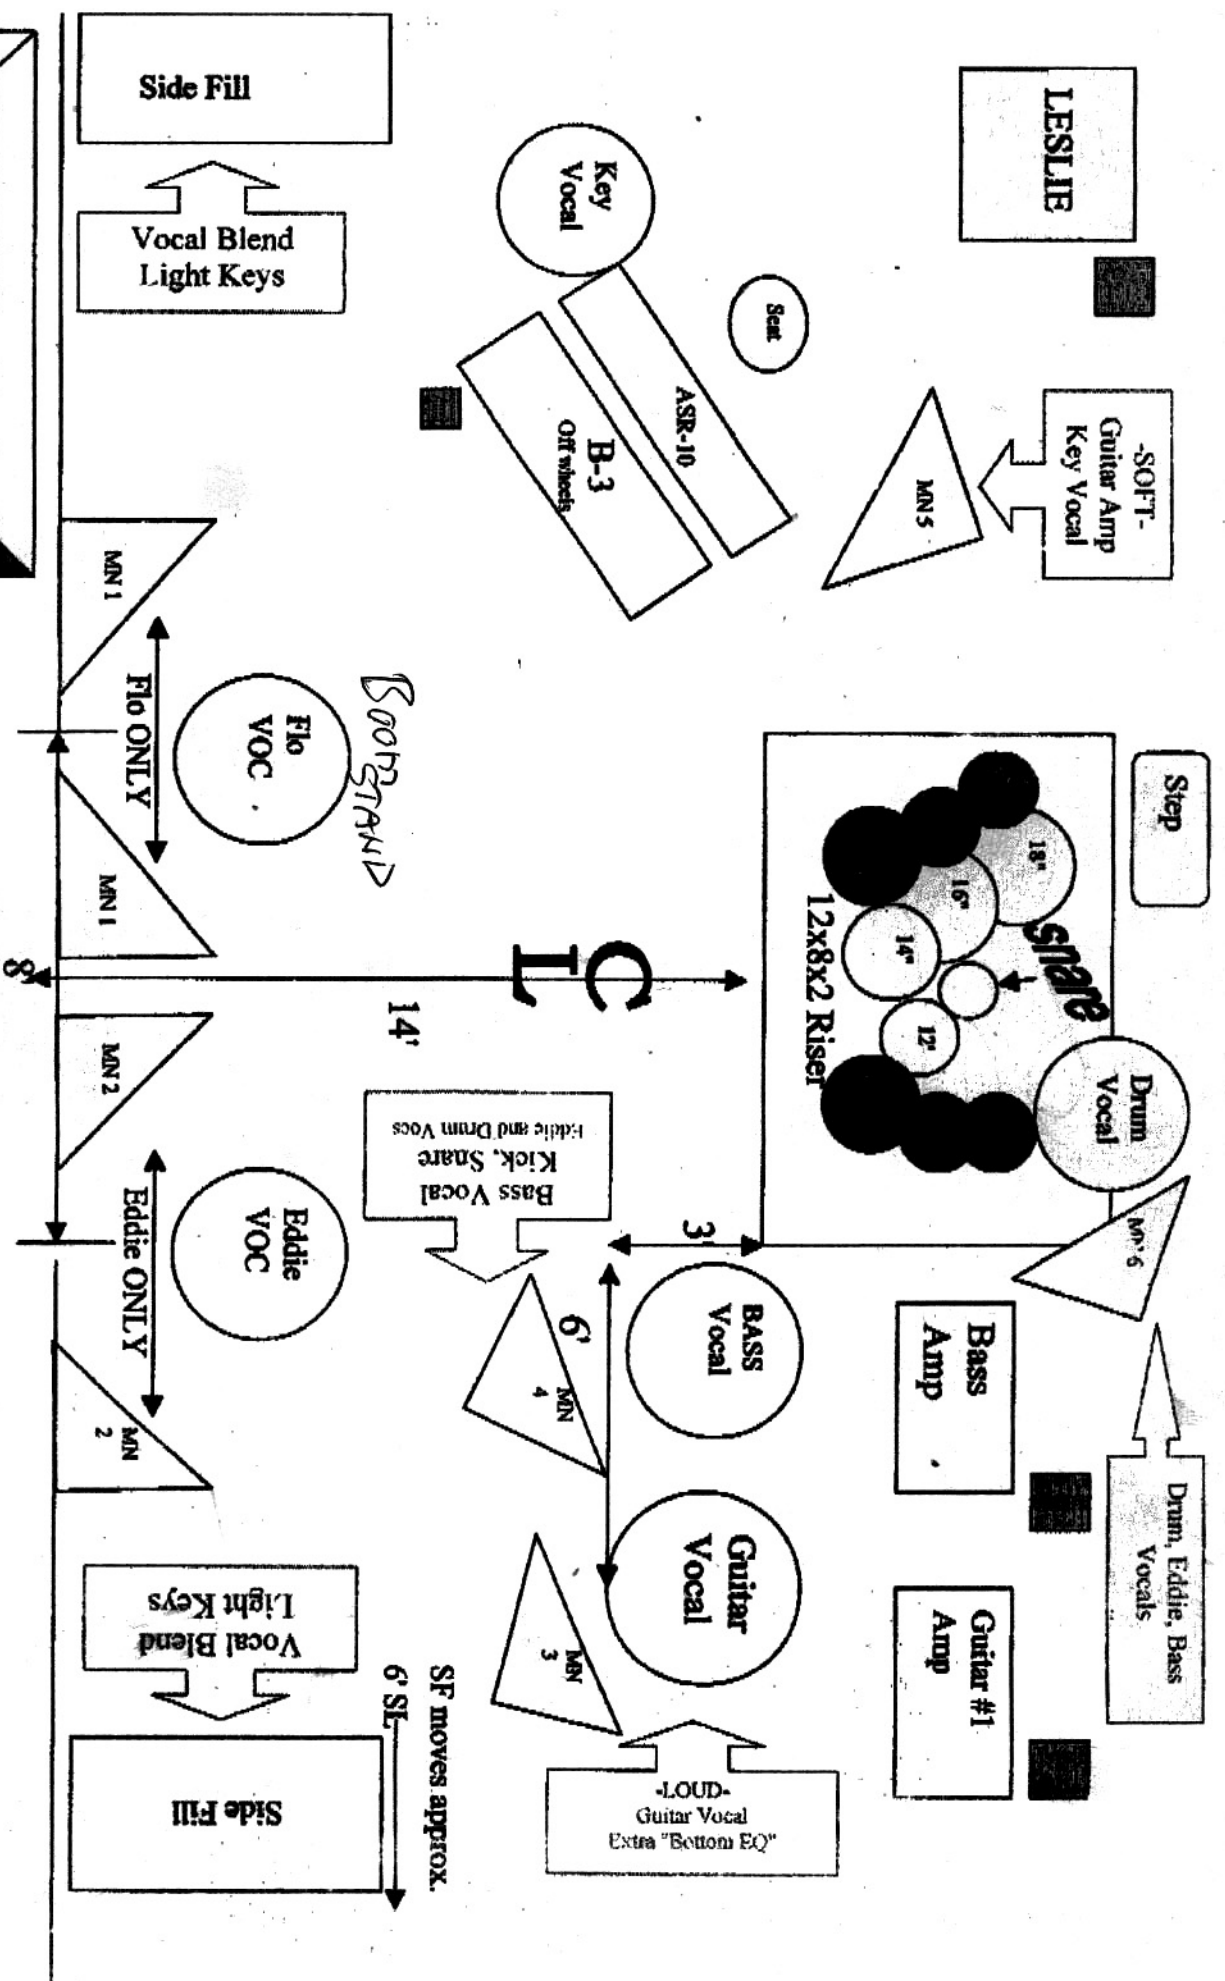 LESLIE
-SOFT-
Guitar Amp
Key Vocal
Step
Drum, Eddie, Bass
Vocals
Key
Vocal
Seat
ASR-10
B-3
Off wheels
MN 5
18"
16"
14"
12"
snare
12x8x2 Riser
Drum
Vocal
MN 6
Bass
Amp
Guitar #1
Amp
3'
BASS
Vocal
Guitar
Vocal
6'
MN
4
MN
3
-LOUD-
Guitar Vocal
Extra "Bottom EQ"
Bass Vocal
Kick, Snare
Eddie and Drum Vocs
C
L
14'
BOOM
STAND
Side Fill
Vocal Blend
Light Keys
Flo
VOC
Eddie
VOC
MN 1
Flo ONLY
MN 1
MN 2
Eddie ONLY
MN
2
8'
Vocal Blend
Light Keys
SF moves approx.
6' SL
Side Fill